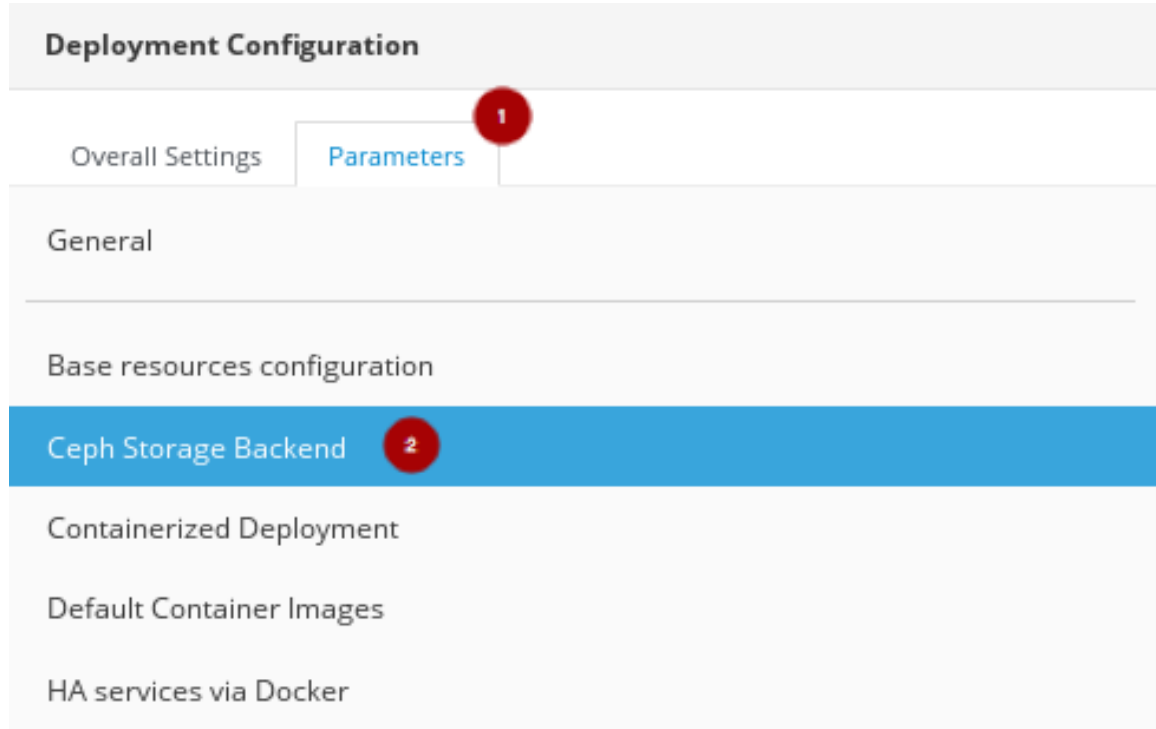 Deployment Configuration
1
Overall Settings Parameters
General
Base resources configuration
Ceph Storage Backend 2
Containerized Deployment
Default Container Images
HA services via Docker